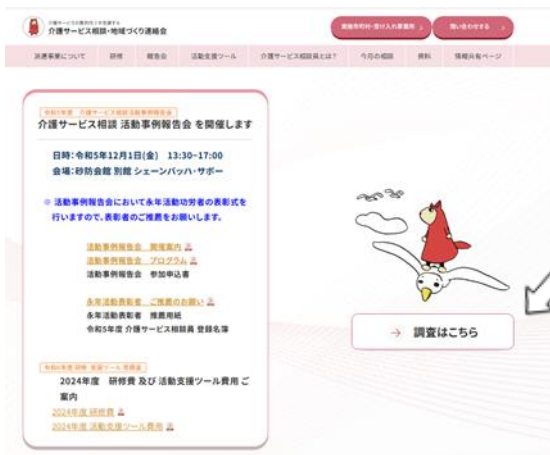 介護サービス相談・地域づくり連絡会
実施市町村・受け入れ事業所
問い合わせする
派遣事業について
研修
報告会
活動支援ツール
介護サービス相談員とは?
今月の相談
資料
情報共有ページ
令和5年度 介護サービス相談活動事例報告会
介護サービス相談 活動事例報告会 を開催します
日時:令和5年12月1日(金) 13:30-17:00
会場:砂防会館 別館 シェーンバッハ・サボー
※ 活動事例報告会において永年活動功労者の表彰式を
行いますので、表彰者のご推薦をお願いします。
活動事例報告会 開催案内
活動事例報告会 プログラム
活動事例報告会 参加申込書
永年活動表彰者 ご推薦のお願い
永年活動表彰者 推薦用紙
令和5年度 介護サービス相談員 登録名簿
2024年度 研修費 及び 活動支援ツール費用 ご
案内
2024年度 研修費
2024年度 活動支援ツール費用
→ 調査はこちら